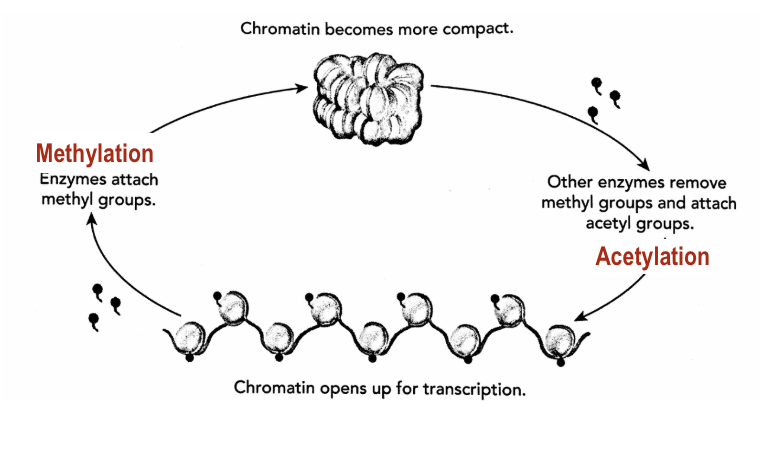 Chromatin becomes more compact.
Methylation
Enzymes attach
methyl groups.
Other enzymes remove
methyl groups and attach
acetyl groups.
Acetylation
Chromatin opens up for transcription.